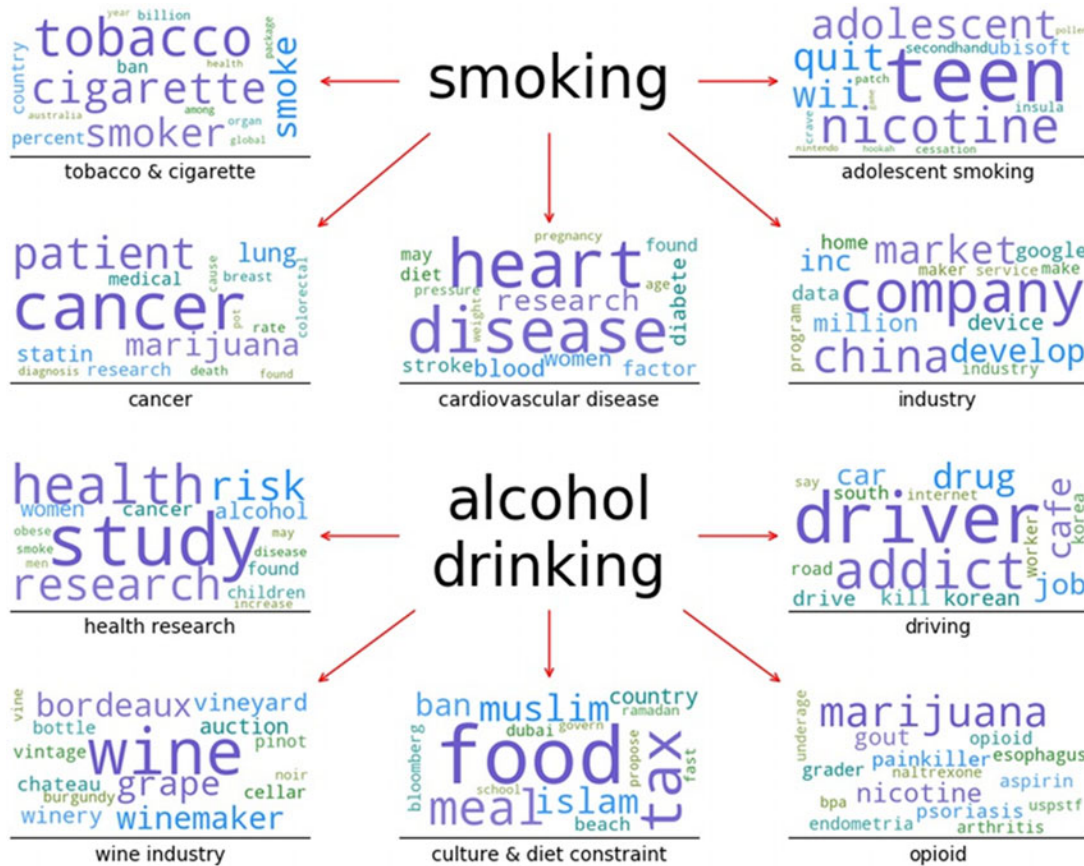 year billion
tobacco
package
country
ban health
cigarette
smoke
australia among
smoker organ
percent global
tobacco & cigarette
smoking
adolescent
pollen
secondhand ubisoft
quit
teen
patch
wii
game
insula
crave
nicotine
nintendo hookah cessation
adolescent smoking
patient lung
medical cause breast
cancer
colorectal
pot
rate
marijuana
statin
diagnosis research death found
cancer
pregnancy
may heart found
diet age
pressure research
weight
diabete
disease
stroke blood women factor
cardiovascular disease
home market google
inc maker service make
data company
program
million device
china develop
industry
industry
health risk
women cancer alcohol
obese study may
smoke disease
men found
research children
increase
health research
alcohol
drinking
car drug
say south internet
driver cafe
korea
worker
road addict job
drive kill korean
driving
vine
bordeaux vineyard
bottle auction
vintage wine pinot
chateau grape noir
burgundy cellar
winery winemaker
wine industry
ban muslim country
dubai govern ramadan
bloomberg
food
propose
tax
fast
school
meal islam
beach
culture & diet constraint
underage
marijuana
gout opioid
painkiller esophagus
grader naltrexone aspirin
nicotine
bpa psoriasis uspstf
endometria arthritis
opioid